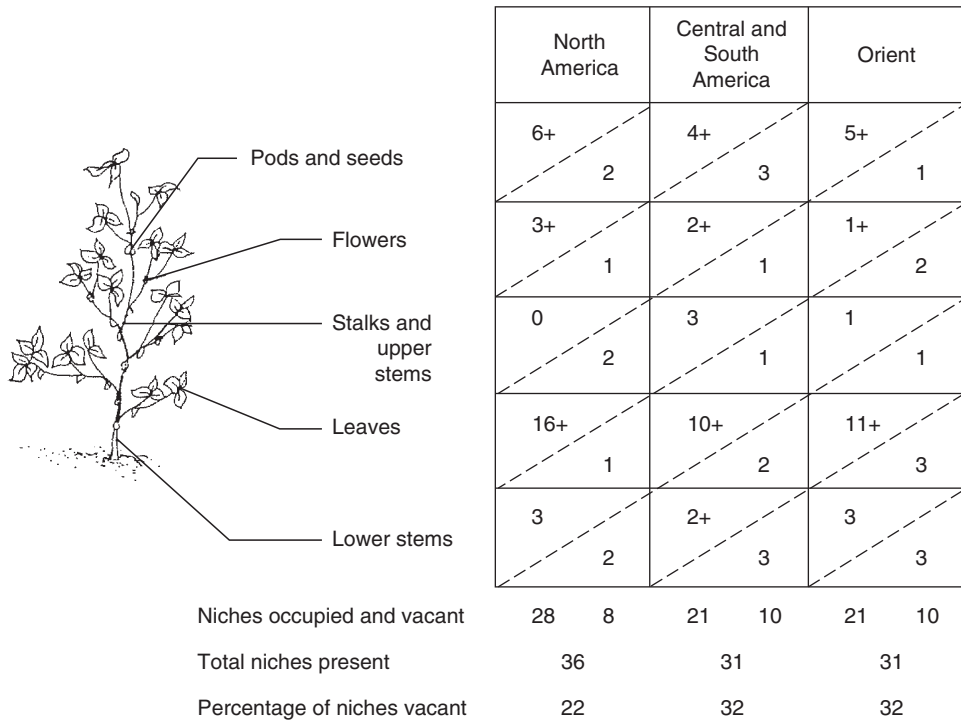 North
America
Central and
South
America
Orient
Pods and seeds
6+
2
4+
3
5+
1
Flowers
3+
1
2+
1
1+
2
Stalks and
upper
stems
0
2
3
1
1
1
Leaves
16+
1
10+
2
11+
3
Lower stems
3
2
2+
3
3
3
Niches occupied and vacant 28 8 21 10 21 10
Total niches present 36 31 31
Percentage of niches vacant 22 32 32